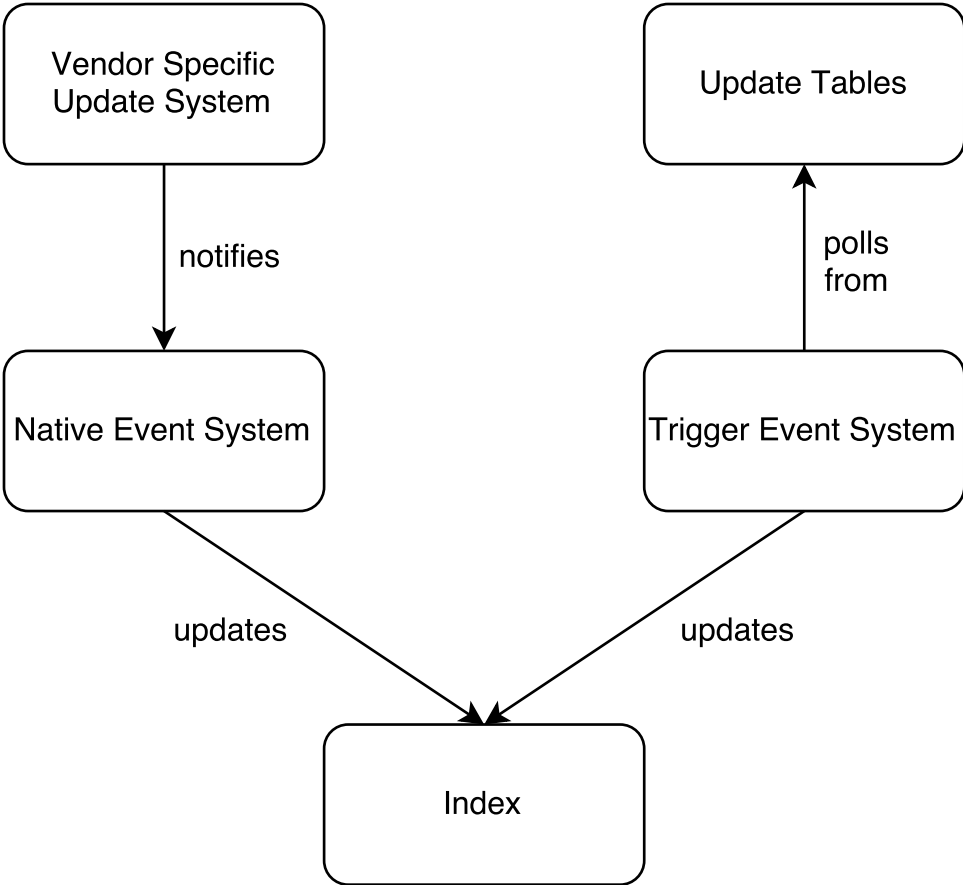 Vendor Specific
Update System
Update Tables
notifies
polls
from
Native Event System
Trigger Event System
updates
updates
Index